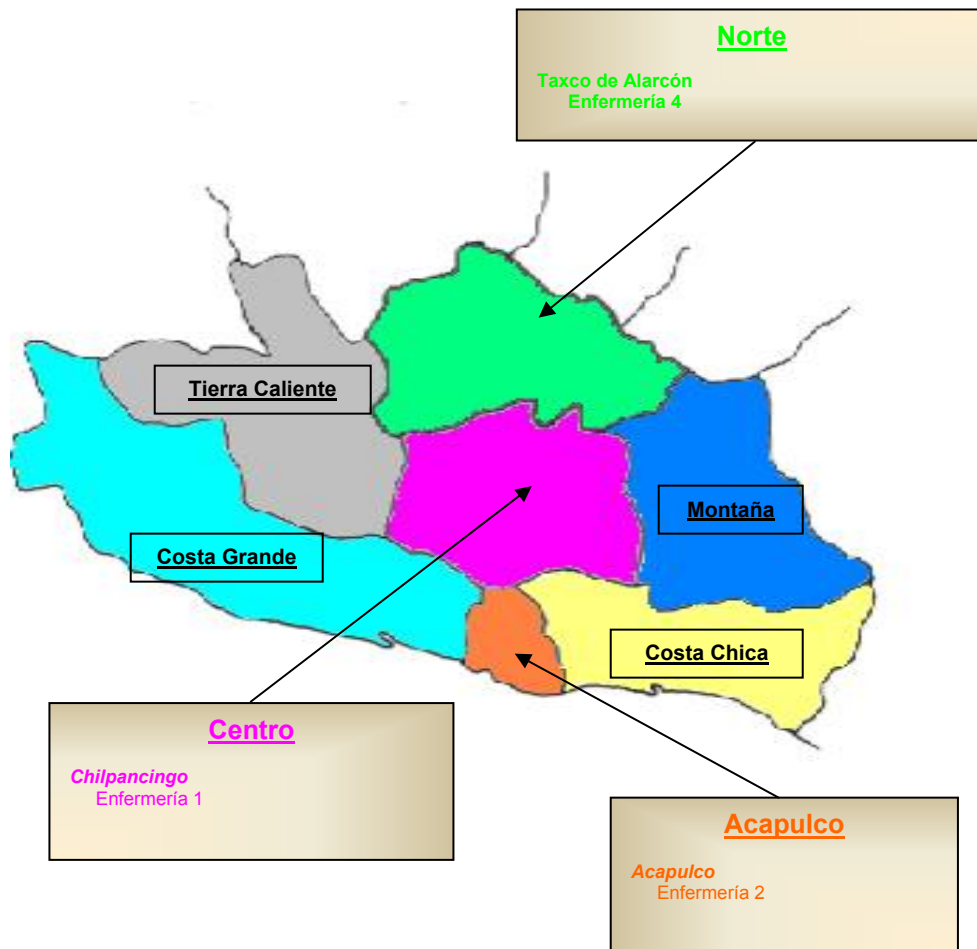 Norte
Taxco de Alarcón
Enfermería 4
Tierra Caliente
Montaña
Costa Grande
Costa Chica
Centro
Chilpancingo
Enfermería 1
Acapulco
Acapulco
Enfermería 2